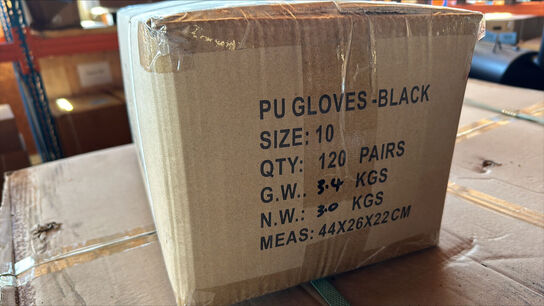 PU GLOVES-BLACK
SIZE: 10
QTY: 120 PAIRS
G.W.: 3.4 KGS
N.W.: 3.0 KGS
MEAS: 44X26X22CM